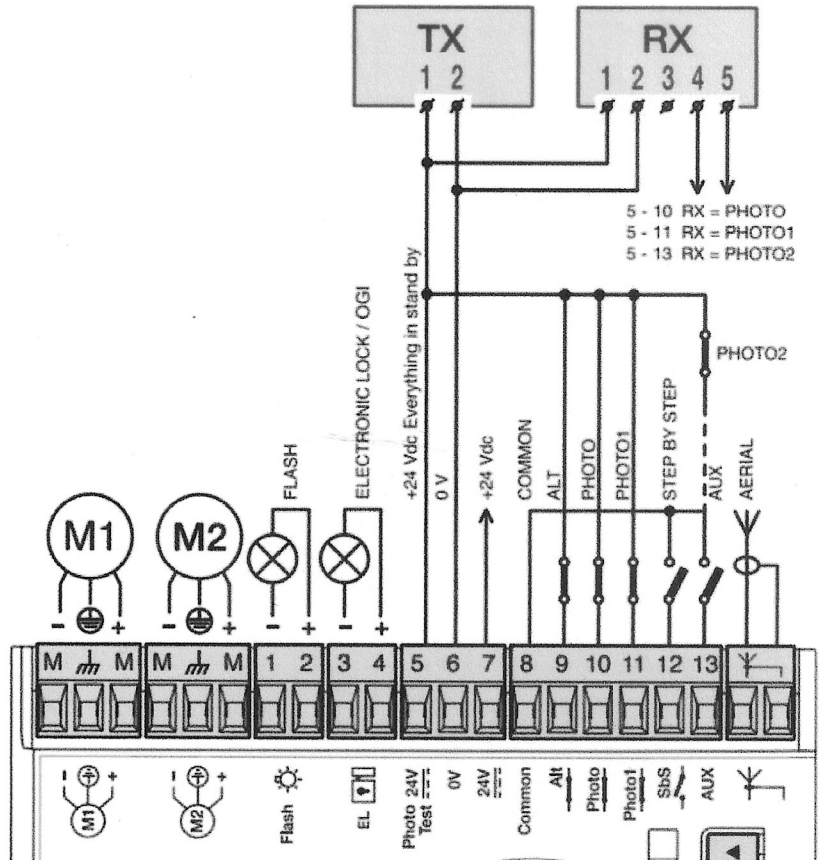 TX
RX
1 2
1 2 3 4 5
5 - 10 RX = PHOTO
5 - 11 RX = PHOTO1
5 - 13 RX = PHOTO2
PHOTO2
FLASH
ELECTRONIC LOCK / OGI
+24 Vdc Everything in stand by
0 V
+24 Vdc
COMMON
ALT
PHOTO
PHOTO1
STEP BY STEP
AUX
AERIAL
M1
M2
- +
- +
- +
- +
M M
M M
1 2
3 4
5 6 7
8 9 10 11 12 13
- +
M1
- +
M2
Flash
EL
Photo 24V
Test
0V
24V
Common
Alt
Photo
Photo1
SbS
AUX